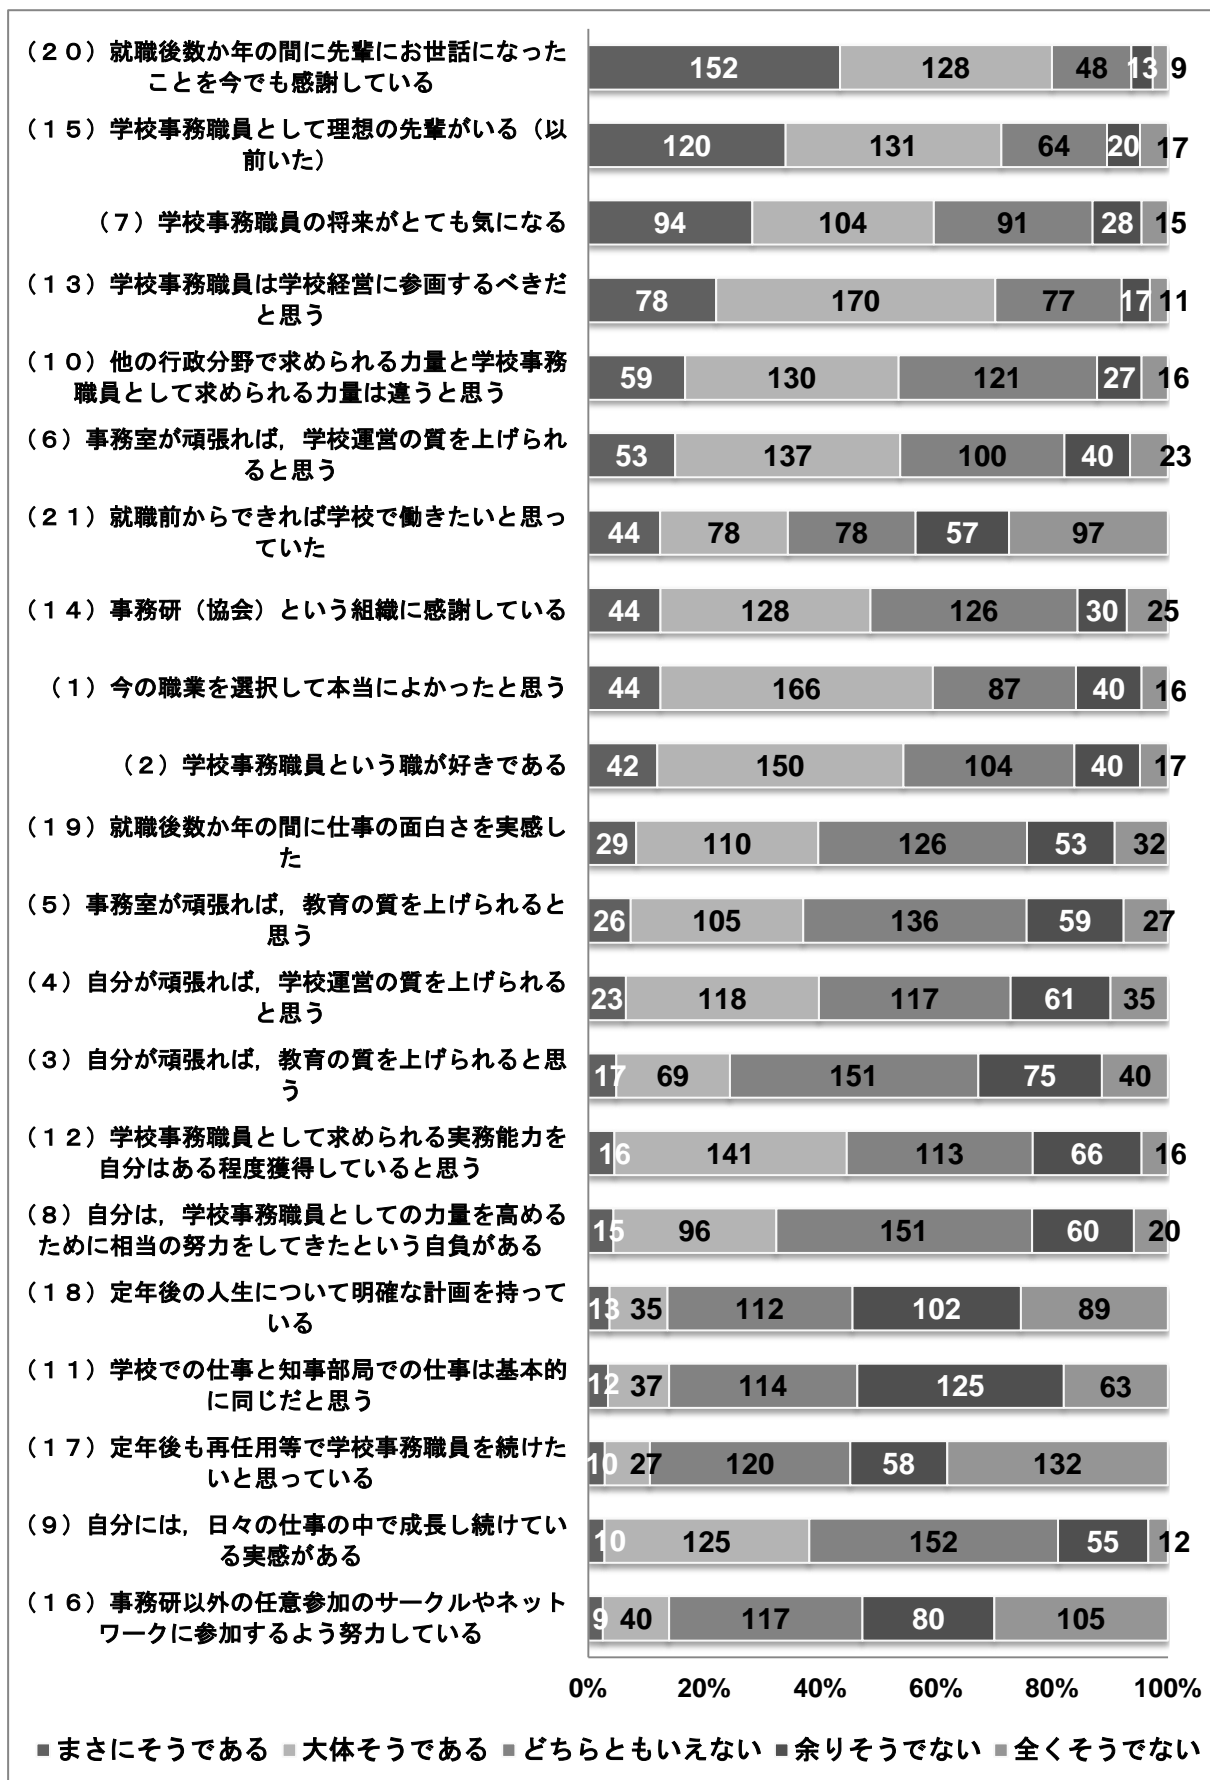 （２０）就職後数か年の間に先輩にお世話になった
ことを今でも感謝している
152 128 48 13 9
（１５）学校事務職員として理想の先輩がいる（以
前いた）
120 131 64 20 17
（７）学校事務職員の将来がとても気になる
94 104 91 28 15
（１３）学校事務職員は学校経営に参画するべきだ
と思う
78 170 77 17 11
（１０）他の行政分野で求められる力量と学校事務
職員として求められる力量は違うと思う
59 130 121 27 16
（６）事務室が頑張れば，学校運営の質を上げられ
ると思う
53 137 100 40 23
（２１）就職前からできれば学校で働きたいと思っ
ていた
44 78 78 57 97
（１４）事務研（協会）という組織に感謝している
44 128 126 30 25
（１）今の職業を選択して本当によかったと思う
44 166 87 40 16
（２）学校事務職員という職が好きである
42 150 104 40 17
（１９）就職後数か年の間に仕事の面白さを実感し
た
29 110 126 53 32
（５）事務室が頑張れば，教育の質を上げられると
思う
26 105 136 59 27
（４）自分が頑張れば，学校運営の質を上げられる
と思う
23 118 117 61 35
（３）自分が頑張れば，教育の質を上げられると思
う
17 69 151 75 40
（１２）学校事務職員として求められる実務能力を
自分はある程度獲得していると思う
16 141 113 66 16
（８）自分は，学校事務職員としての力量を高める
ために相当の努力をしてきたという自負がある
15 96 151 60 20
（１８）定年後の人生について明確な計画を持って
いる
13 35 112 102 89
（１１）学校での仕事と知事部局での仕事は基本的
に同じだと思う
12 37 114 125 63
（１７）定年後も再任用等で学校事務職員を続けた
いと思っている
10 27 120 58 132
（９）自分には，日々の仕事の中で成長し続けてい
る実感がある
10 125 152 55 12
（１６）事務研以外の任意参加のサークルやネット
ワークに参加するよう努力している
9 40 117 80 105
0% 20% 40% 60% 80% 100%
まさにそうである 大体そうである どちらともいえない 余りそうでない 全くそうでない